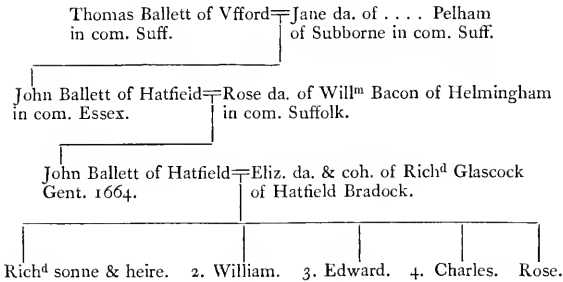 Thomas Ballett of Vfford Jane da. of .... Pelham
in com. Suff. of Subborne in com. Suff.
John Ballett of Hatfield Rose da. of Willm Bacon of Helmingham
in com. Essex. in com. Suffolk.
John Ballett of Hatfield Eliz. da. & coh. of Richd Glascock
Gent. 1664. of Hatfield Bradock.
Richd sonne & heire. 2. William. 3. Edward. 4. Charles. Rose.